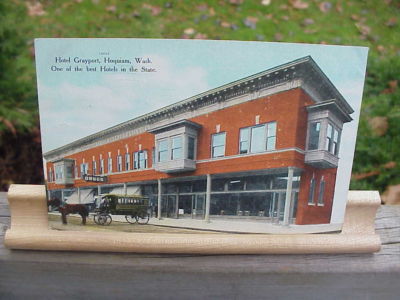 Hotel Grayport, Hoquiam, Wash.
One of the best Hotels in the State.